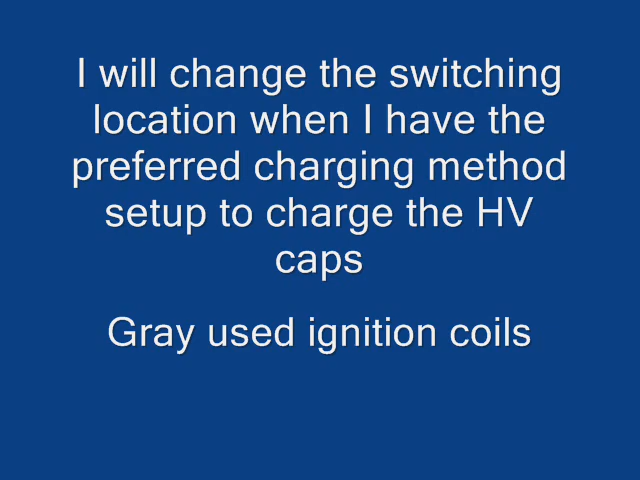 I will change the switching
location when I have the
preferred charging method
setup to charge the HV
caps
Gray used ignition coils